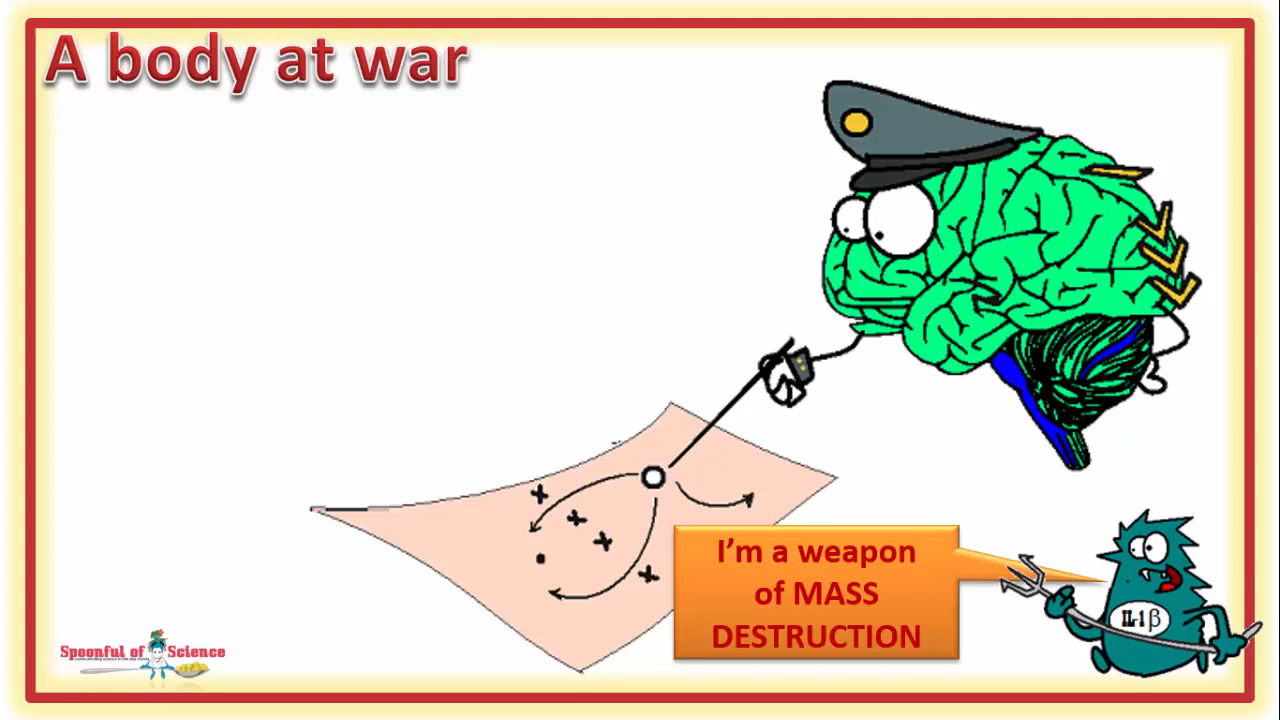 A body at war
I'm a weapon
of MASS
DESTRUCTION
IL-1β
Spoonful of Science